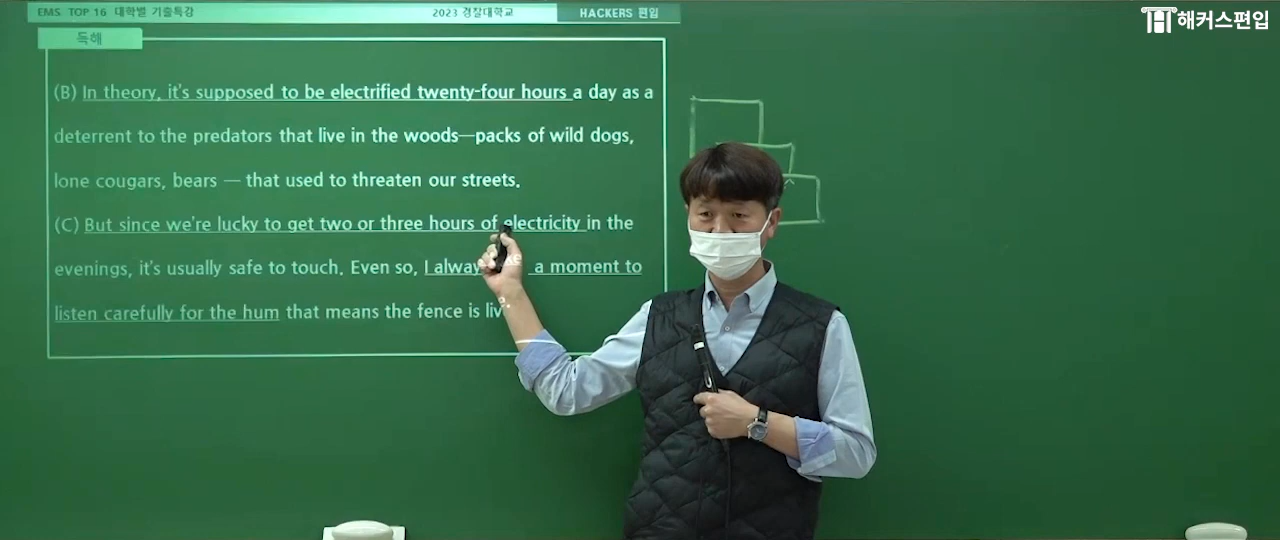 EMS TOP 16 대학별 기출특강 2023 경찰대학교 HACKERS 편입
해커스편입
독해
(B) In theory, it's supposed to be electrified twenty-four hours a day as a
deterrent to the predators that live in the woods—packs of wild dogs,
lone cougars, bears — that used to threaten our streets.
(C) But since we're lucky to get two or three hours of electricity in the
evenings, it's usually safe to touch. Even so, I a moment to
listen carefully for the hum that means the fence is